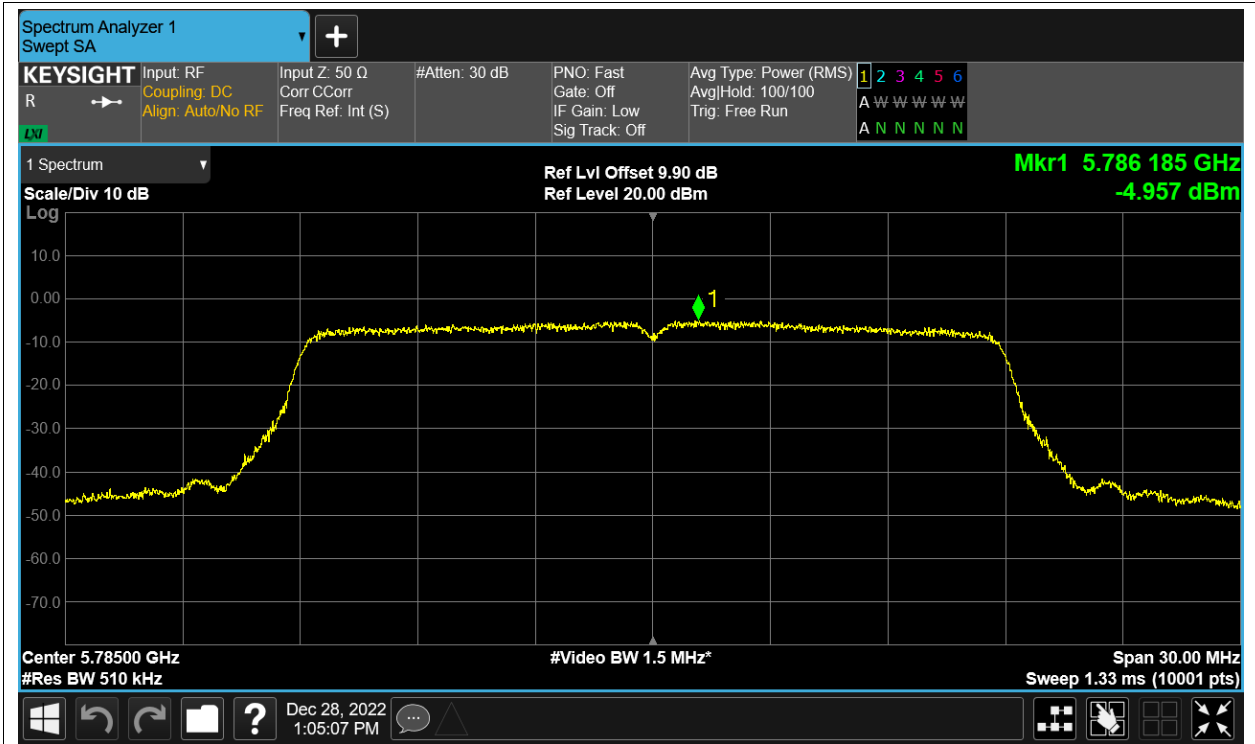 Spectrum Analyzer 1
Swept SA
▼
+
KEYSIGHT
R
LXI
Input: RF
Coupling: DC
Align: Auto/No RF
Input Z: 50 Ω
Corr CCorr
Freq Ref: Int (S)
#Atten: 30 dB
PNO: Fast
Gate: Off
IF Gain: Low
Sig Track: Off
Avg Type: Power (RMS)
Avg|Hold: 100/100
Trig: Free Run
1 2 3 4 5 6
A W W W W W
A N N N N N
1 Spectrum ▼
Scale/Div 10 dB
Ref Lvl Offset 9.90 dB
Ref Level 20.00 dBm
Mkr1 5.786 185 GHz
-4.957 dBm
Log
10.0
0.00
-10.0
-20.0
-30.0
-40.0
-50.0
-60.0
-70.0
1
Center 5.78500 GHz
#Video BW 1.5 MHz*
Span 30.00 MHz
#Res BW 510 kHz
Sweep 1.33 ms (10001 pts)
?
Dec 28, 2022
1:05:07 PM